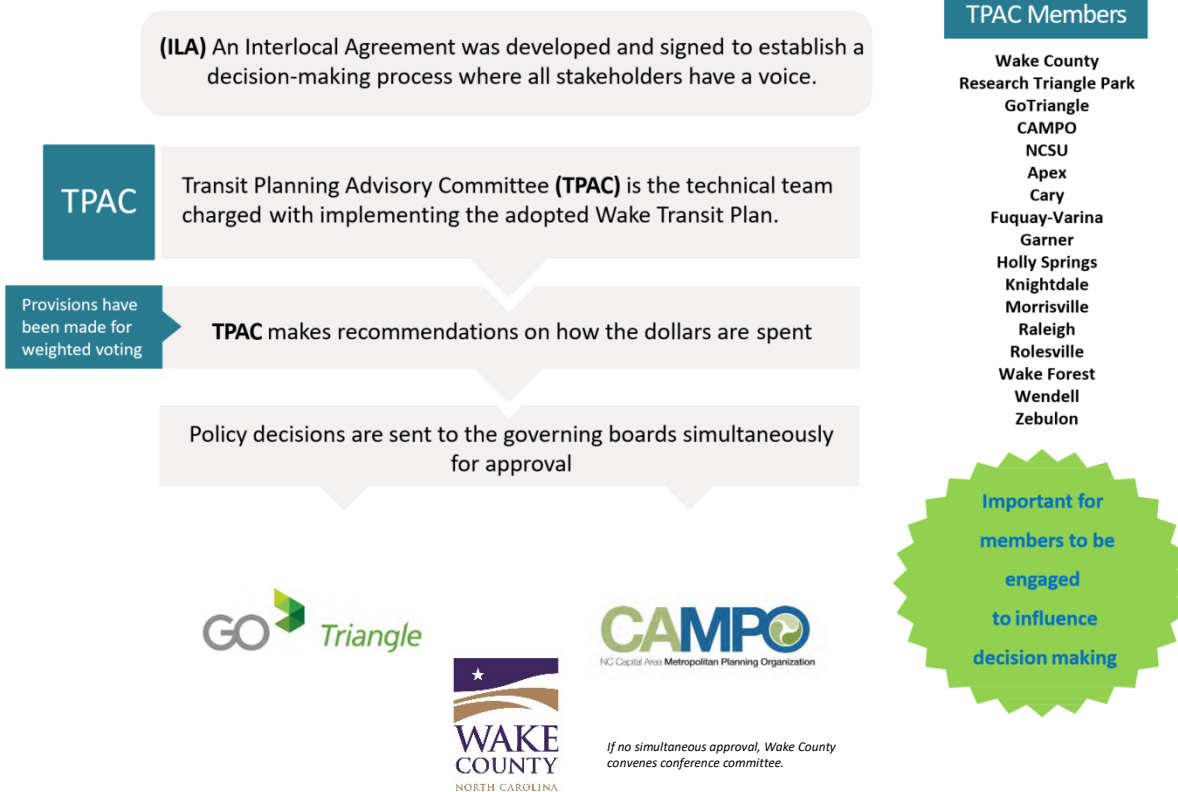 (ILA) An Interlocal Agreement was developed and signed to establish a
decision-making process where all stakeholders have a voice.
TPAC
Transit Planning Advisory Committee (TPAC) is the technical team
charged with implementing the adopted Wake Transit Plan.
Provisions have
been made for
weighted voting
TPAC makes recommendations on how the dollars are spent
Policy decisions are sent to the governing boards simultaneously
for approval
GO Triangle
CAMPO
NC Capital Area Metropolitan Planning Organization
WAKE
COUNTY
NORTH CAROLINA
If no simultaneous approval, Wake County
convenes conference committee.
TPAC Members
Wake County
Research Triangle Park
GoTriangle
CAMPO
NCSU
Apex
Cary
Fuquay-Varina
Garner
Holly Springs
Knightdale
Morrisville
Raleigh
Rolesville
Wake Forest
Wendell
Zebulon
Important for
members to be
engaged
to influence
decision making